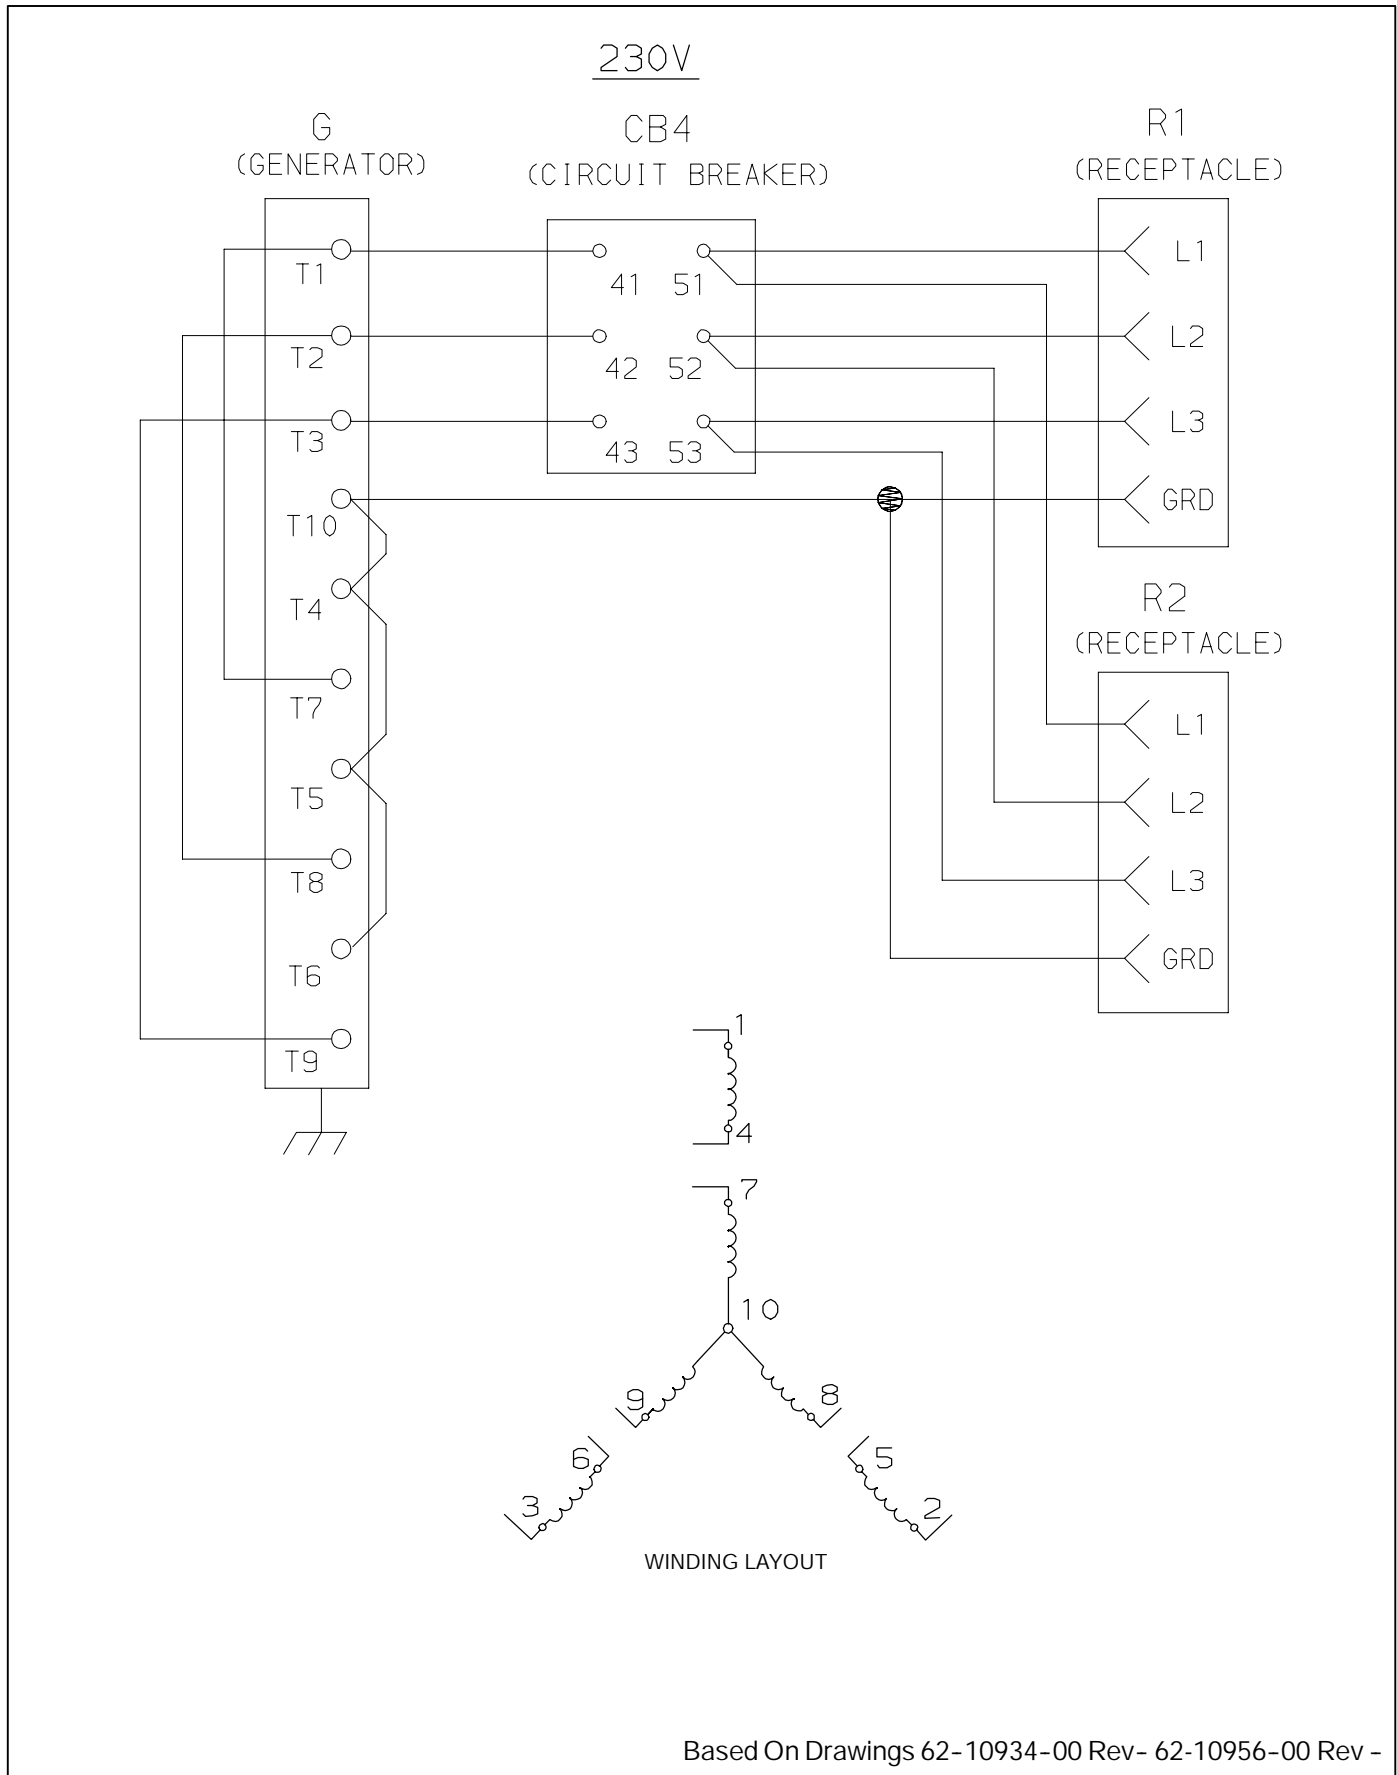 230V
G
(GENERATOR)
CB4
(CIRCUIT BREAKER)
R1
(RECEPTACLE)
T1
41 51
L1
T2
42 52
L2
T3
43 53
L3
T10
GRD
T4
R2
(RECEPTACLE)
T7
L1
T5
L2
T8
L3
T6
GRD
T9
1
4
7
10
9
8
6
5
3
2
WINDING LAYOUT
Based On Drawings 62-10934-00 Rev- 62-10956-00 Rev -